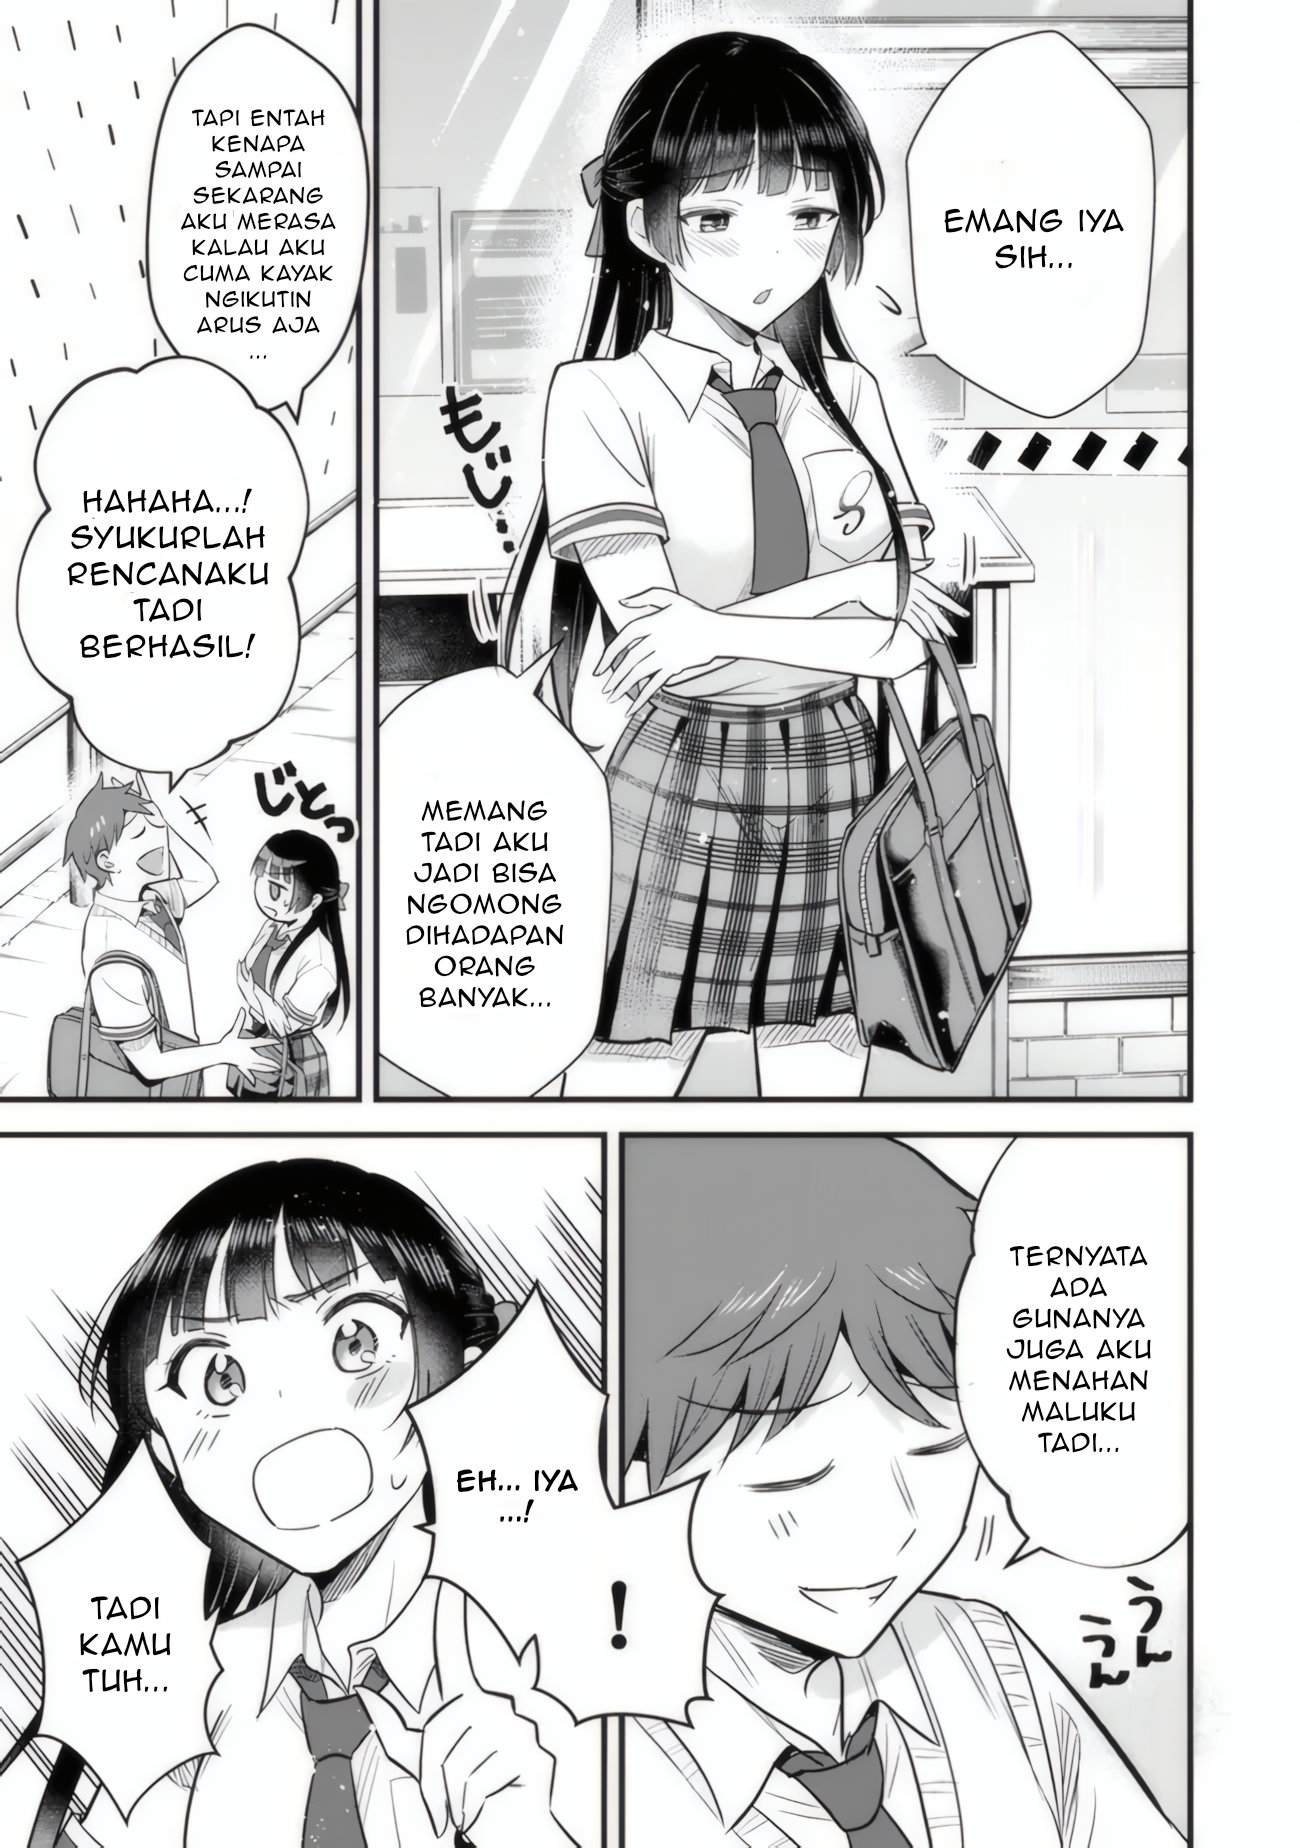 EMANG IYA
SIH...
もじ...
S
MEMANG
TADI AKU
JADI BISA
NGOMONG
DIHADAPAN
ORANG
BANYAK...
TAPI ENTAH
KENAPA
SAMPAI
SEKARANG
AKU MERASA
KALAU AKU
CUMA KAYAK
NGIKUTIN
ARUS AJA
...
HAHAHA...!
SYUKURLAH
RENCANAKU
TADI
BERHASIL!
じとっ
TERNYATA
ADA
GUNANYA
JUGA AKU
MENAHAN
MALUKU
TADI...
うん
うん
!
EH... IYA
...!
TADI
KAMU
TUH...